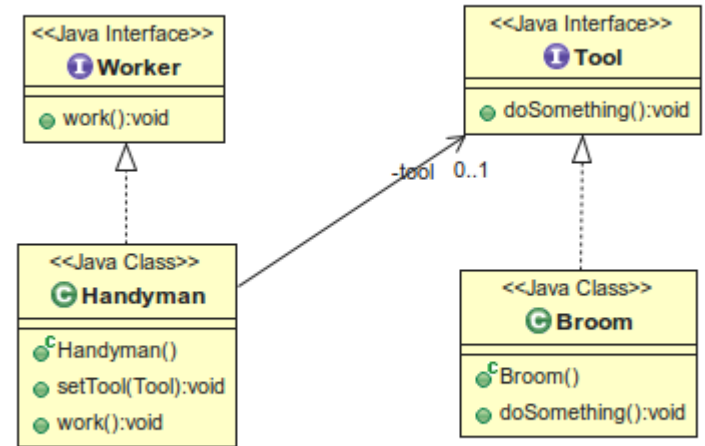 <<Java Interface>>
I Worker
work():void
<<Java Interface>>
I Tool
doSomething():void
-tool 0..1
<<Java Class>>
C Handyman
C Handyman()
setTool(Tool):void
work():void
<<Java Class>>
C Broom
C Broom()
doSomething():void